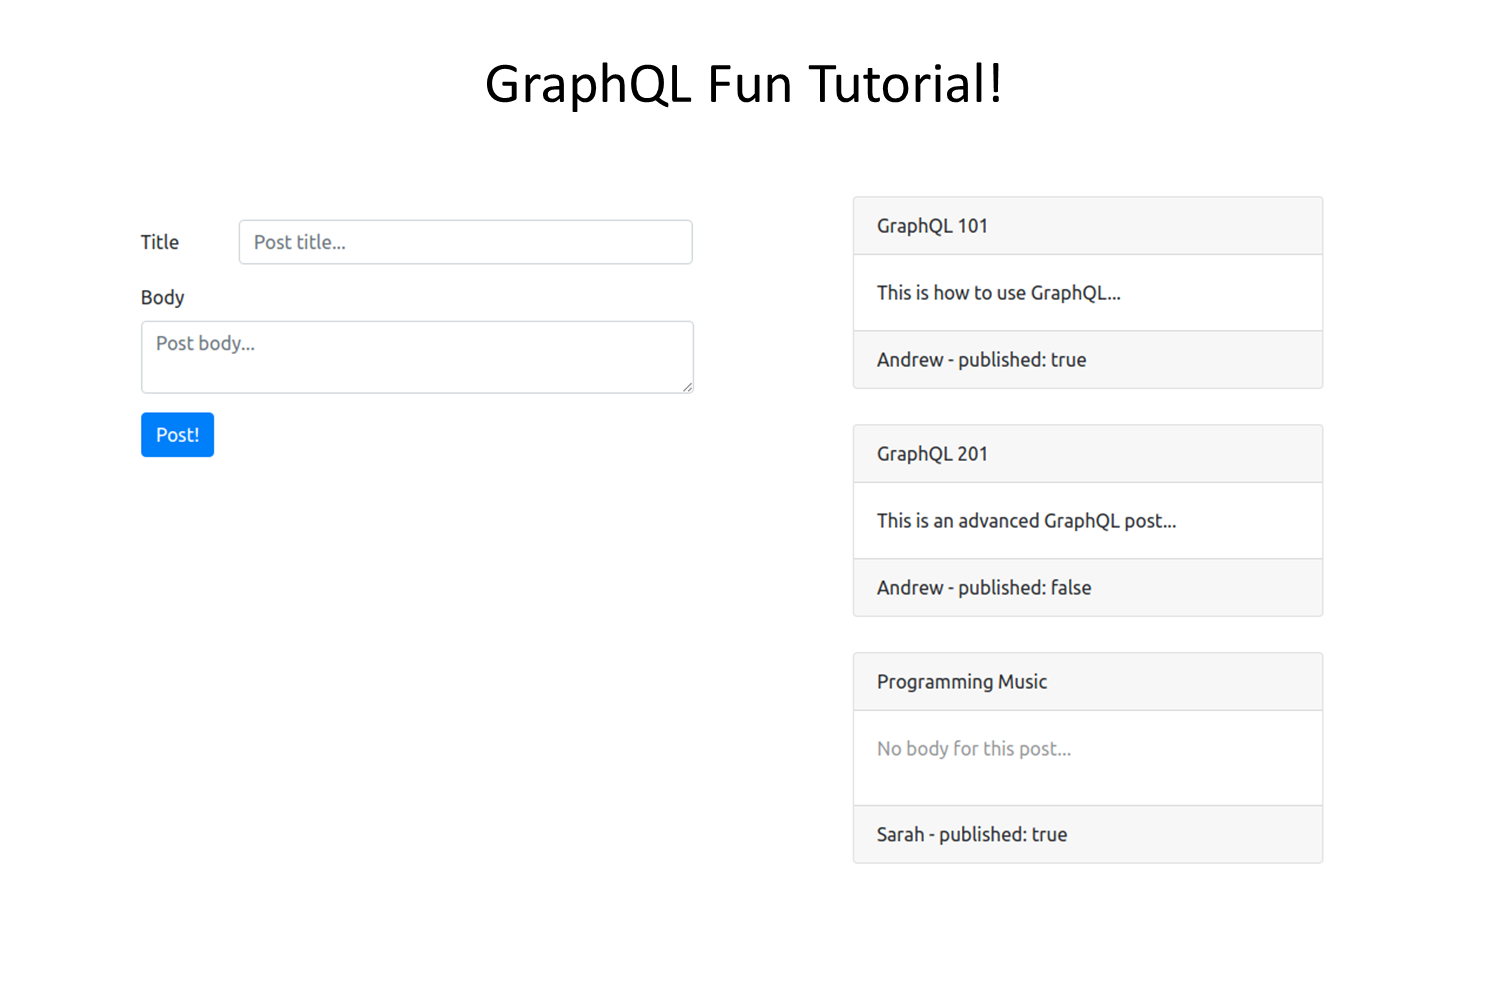 GraphQL Fun Tutorial!
Title
Post title...
Body
Post body...
Post!
GraphQL 101
This is how to use GraphQL...
Andrew - published: true
GraphQL 201
This is an advanced GraphQL post...
Andrew - published: false
Programming Music
No body for this post...
Sarah - published: true